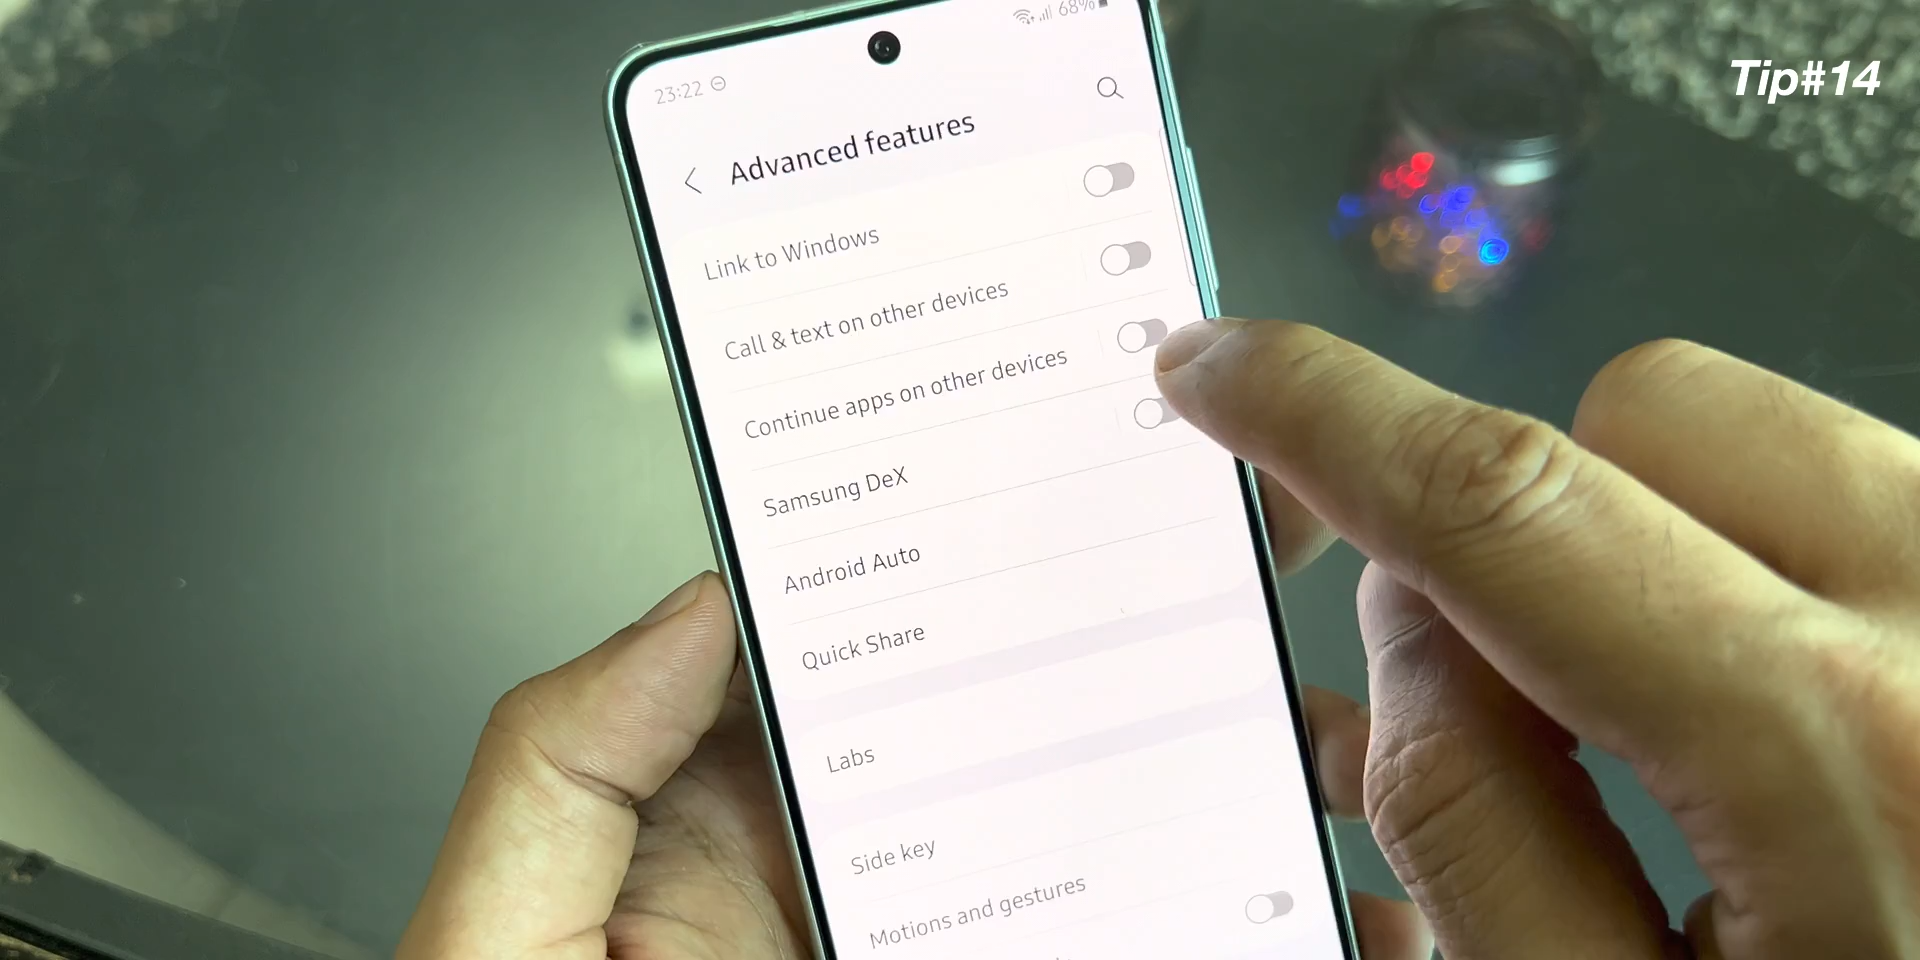 Tip#14
68%
23:22
Advanced features
Link to Windows
Call & text on other devices
Continue apps on other devices
Samsung DeX
Android Auto
Quick Share
Labs
Side key
Motions and gestures